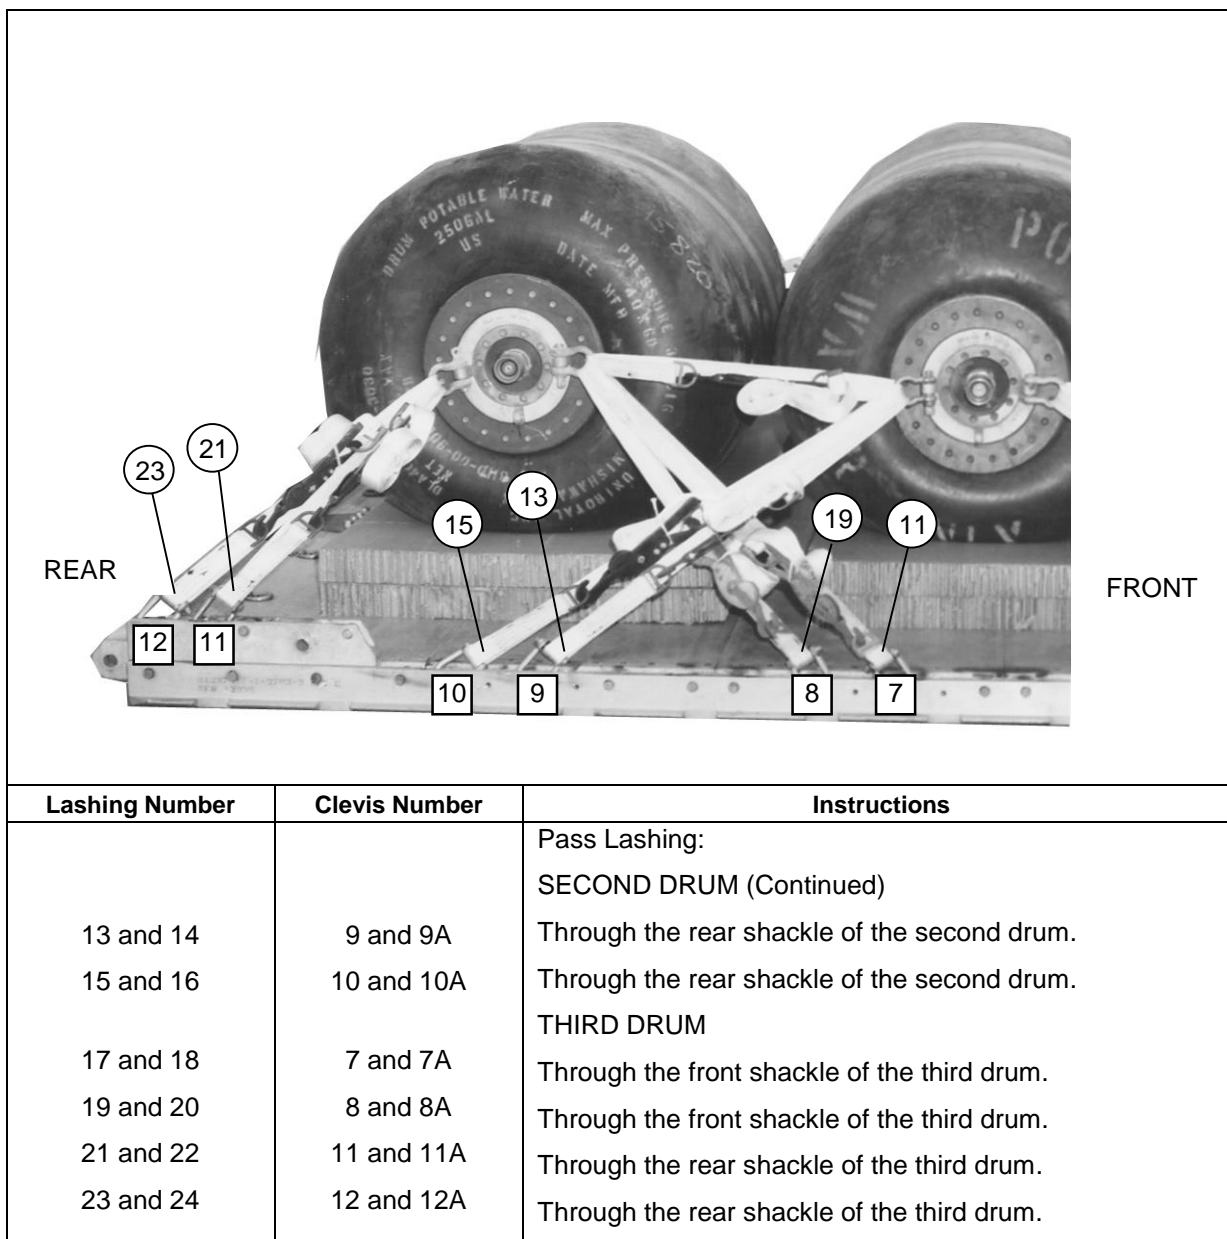 DRUM POTABLE WATER
250GAL
US
MAX PRESSURE
DATE MFR
40 X 60
PO
23
21
15
13
19
11
REAR
FRONT
12
11
10
9
8
7
Lashing Number Clevis Number Instructions
Pass Lashing:
SECOND DRUM (Continued)
13 and 14 9 and 9A Through the rear shackle of the second drum.
15 and 16 10 and 10A Through the rear shackle of the second drum.
THIRD DRUM
17 and 18 7 and 7A Through the front shackle of the third drum.
19 and 20 8 and 8A Through the front shackle of the third drum.
21 and 22 11 and 11A Through the rear shackle of the third drum.
23 and 24 12 and 12A Through the rear shackle of the third drum.